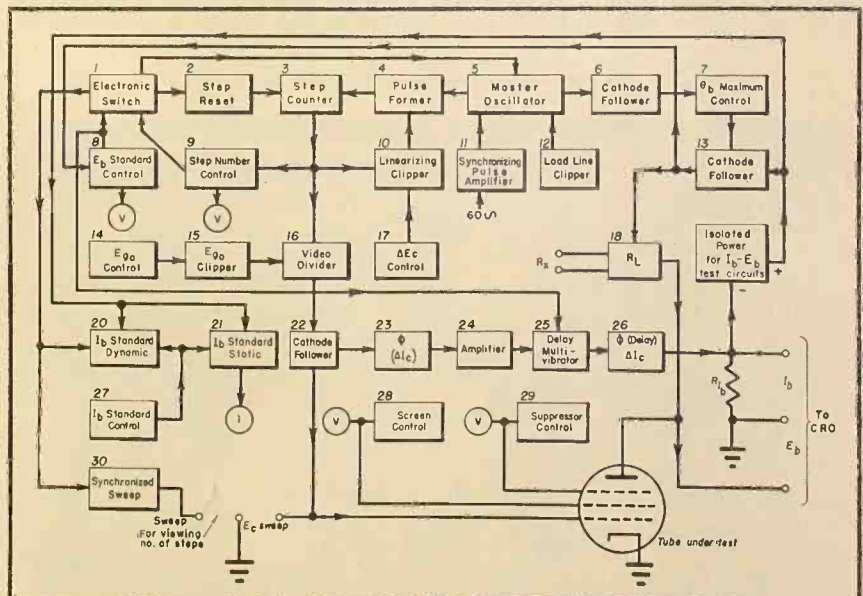 1
Electronic
Switch
2
Step
Reset
3
Step
Counter
4
Pulse
Former
5
Master
Oscillator
6
Cathode
Follower
7
eb Maximum
Control
8
Eb Standard
Control
9
Step Number
Control
10
Linearizing
Clipper
11
Synchronizing
Pulse
Amplifier
12
Load Line
Clipper
13
Cathode
Follower
V
V
60~
14
Ego
Control
15
Ego
Clipper
16
Video
Divider
17
ΔEc
Control
Rx
18
RL
Isolated
Power
for Ib-Eb
test circuits
+
-
20
Ib Standard
Dynamic
21
Ib Standard
Static
22
Cathode
Follower
23
Φ
(ΔIc)
24
Amplifier
25
Delay
Multi-
vibrator
26
Φ (Delay)
ΔIc
RIb
Ib
Eb
To
CRO
27
Ib Standard
Control
I
V
28
Screen
Control
V
29
Suppressor
Control
30
Synchronized
Sweep
Sweep
(For viewing
no. of steps
Ec sweep
Tube under test